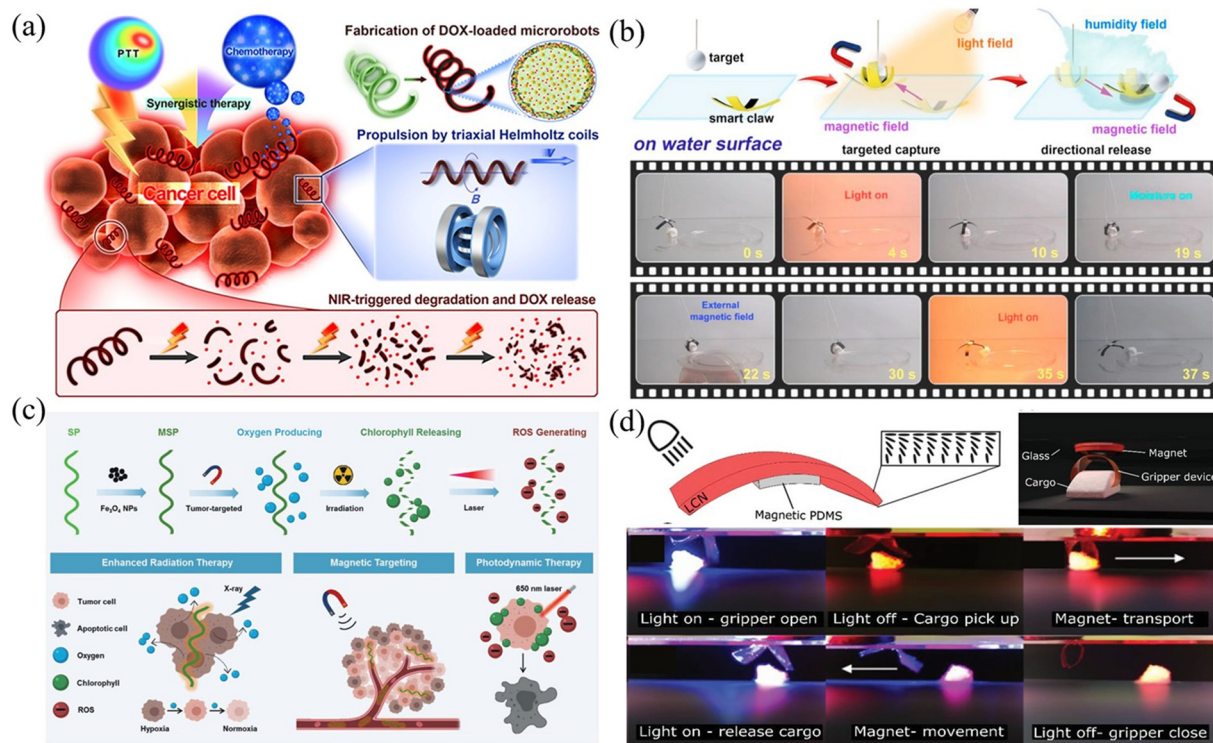 (a)
PTT
Chemotherapy
Synergistic therapy
Cancer cell
Fabrication of DOX-loaded microrobots
Propulsion by triaxial Helmholtz coils
V
B
NIR-triggered degradation and DOX release
(b)
target
smart claw
light field
magnetic field
humidity field
magnetic field
on water surface
targeted capture
directional release
0 s
Light on
4 s
10 s
Moisture on
19 s
External
magnetic field
22 s
30 s
Light on
35 s
37 s
(c)
SP
MSP
Oxygen Producing
Chlorophyll Releasing
ROS Generating
Fe3O4 NPs
Tumor-targeted
Irradiation
Laser
Enhanced Radiation Therapy
Magnetic Targeting
Photodynamic Therapy
Tumor cell
Apoptotic cell
Oxygen
Chlorophyll
ROS
X-ray
Hypoxia
Normoxia
650 nm laser
(d)
LCN
Magnetic PDMS
Glass
Magnet
Gripper device
Cargo
Light on - gripper open
Light off - Cargo pick up
Magnet- transport
Light on - release cargo
Magnet- movement
Light off- gripper close